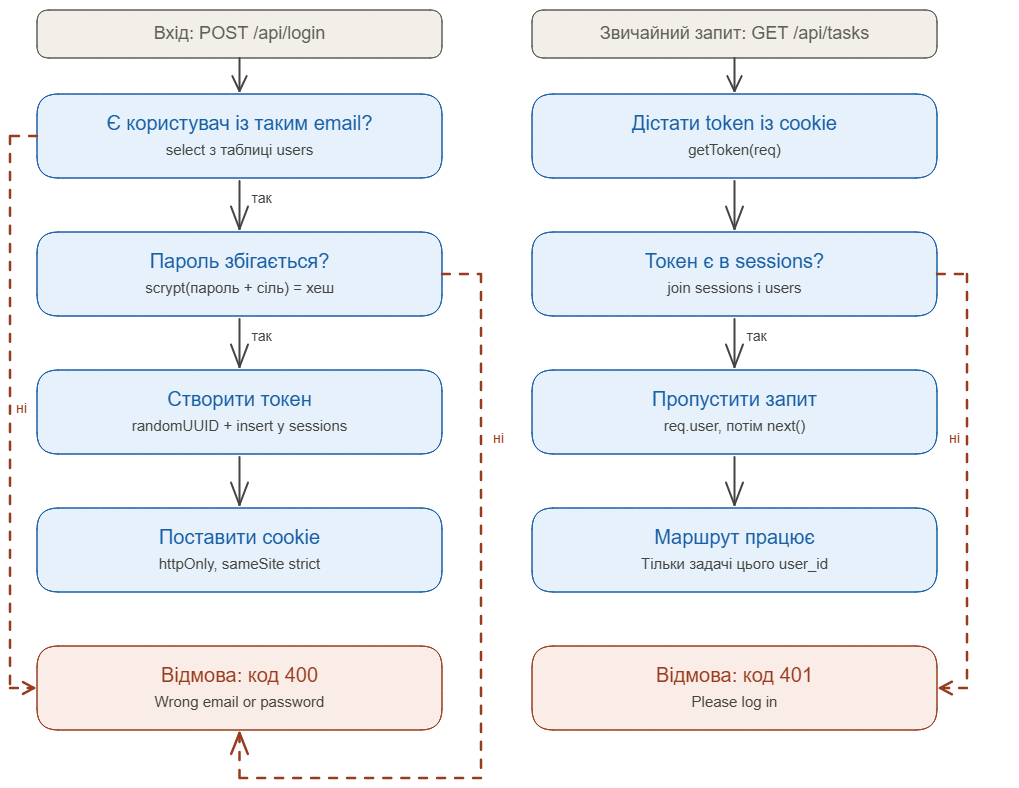 Вхід: POST /api/login
Є користувач із таким email?
select з таблиці users
так
Пароль збігається?
scrypt(пароль + сіль) = хеш
так
Створити токен
randomUUID + insert у sessions
ні
ні
Поставити cookie
httpOnly, sameSite strict
Відмова: код 400
Wrong email or password
Звичайний запит: GET /api/tasks
Дістати token із cookie
getToken(req)
Токен є в sessions?
join sessions і users
так
Пропустити запит
req.user, потім next()
ні
Маршрут працює
Тільки задачі цього user_id
Відмова: код 401
Please log in